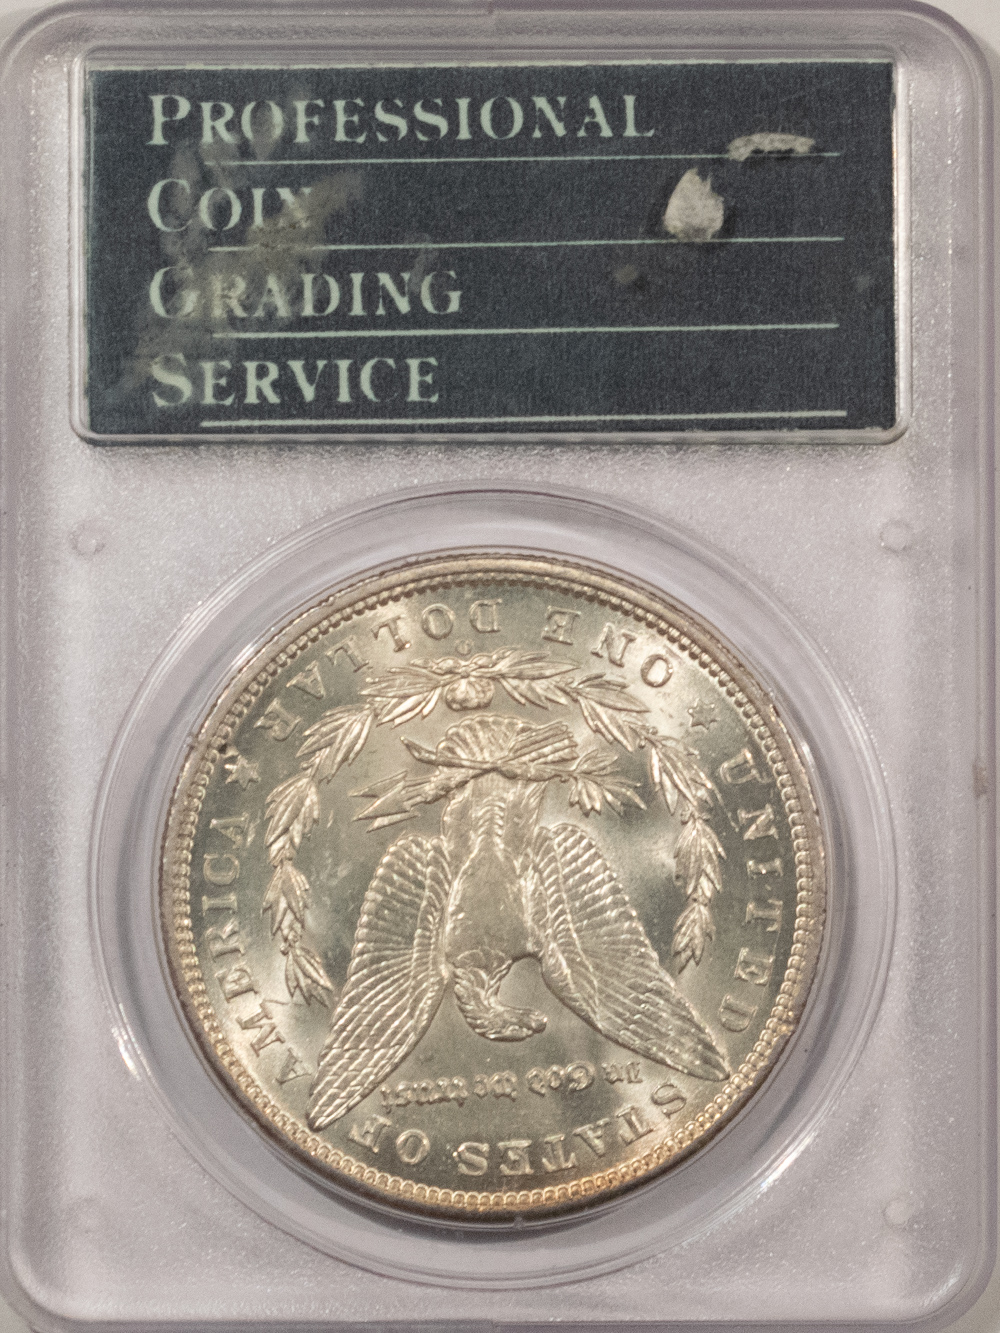 PROFESSIONAL
COIN
GRADING
SERVICE
UNITED STATES OF AMERICA
In God we trust
ONE DOLLAR
O